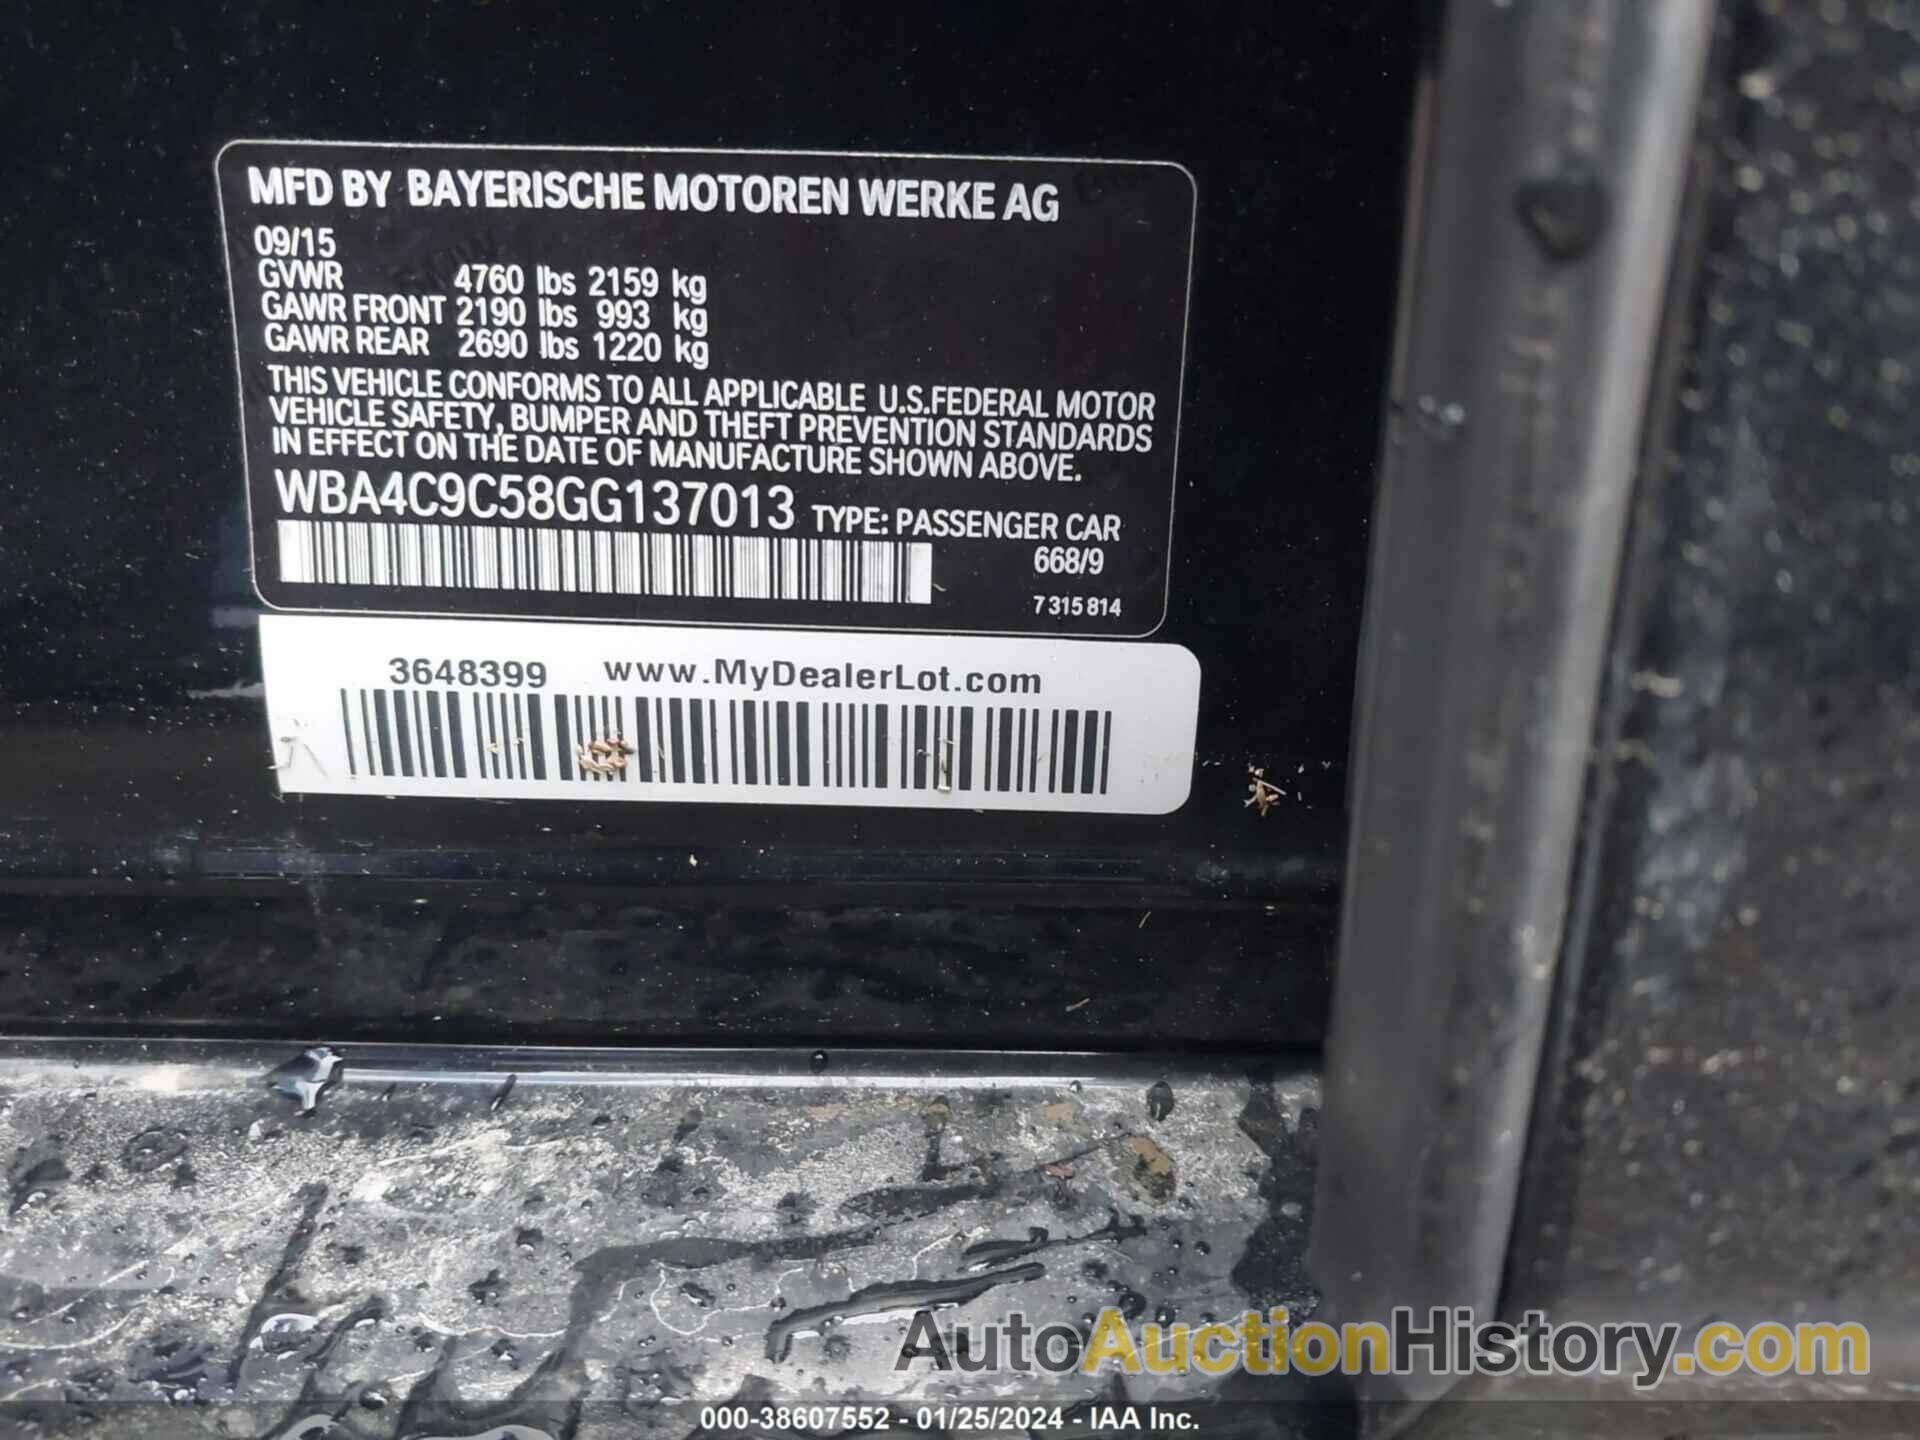 MFD BY BAYERISCHE MOTOREN WERKE AG
09/15
GVWR 4760 lbs 2159 kg
GAWR FRONT 2190 lbs 993 kg
GAWR REAR 2690 lbs 1220 kg
THIS VEHICLE CONFORMS TO ALL APPLICABLE U.S.FEDERAL MOTOR
VEHICLE SAFETY, BUMPER AND THEFT PREVENTION STANDARDS
IN EFFECT ON THE DATE OF MANUFACTURE SHOWN ABOVE.
WBA4C9C58GG137013 TYPE: PASSENGER CAR
668/9
7 315 814
3648399 www.MyDealerLot.com
AutoAuctionHistory.com
000-38607552 - 01/25/2024 - IAA Inc.